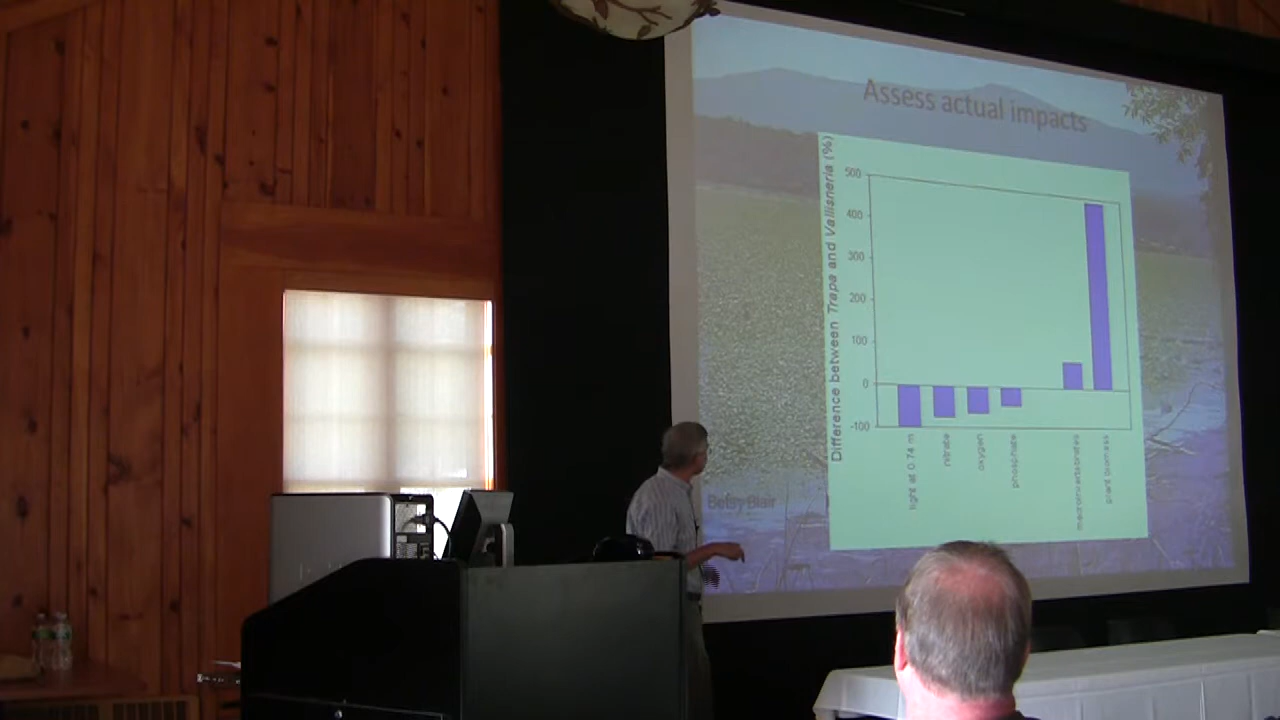 Assess actual impacts
Difference between Trapa and Vallisneria (%)
500
400
300
200
100
0
-100
light at 0.74 m
nitrate
oxygen
phosphate
macroinvertebrates
plant biomass
Betsy Blair